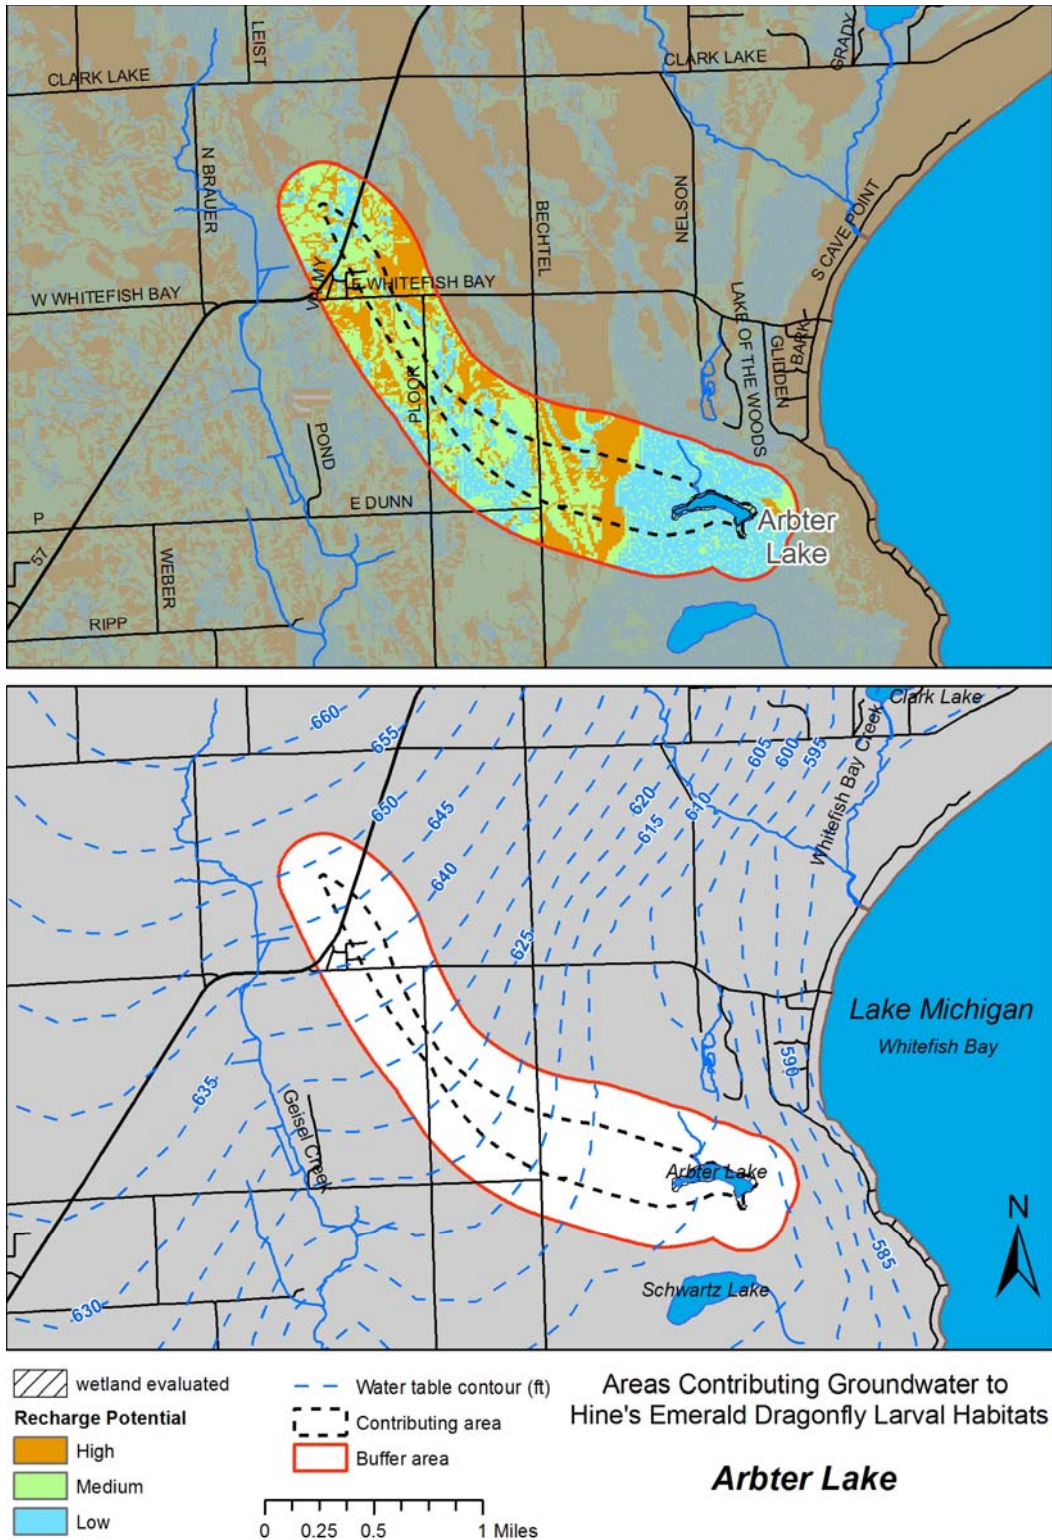 LEIST
GRADY
CLARK LAKE
CLARK LAKE
N BRAUER
NELSON
BECHTEL
S CAVE POINT
HWY
E WHITEFISH BAY
W WHITEFISH BAY
LAKE OF THE WOODS
GLIDDEN
BARK
PLOOR
POND
E DUNN
P
57
WEBER
RIPP
Arbter
Lake
660
655
650
645
640
620
615
610
605
600
595
Clark Lake
Whitefish Bay Creek
625
Lake Michigan
Whitefish Bay
590
635
Geisel Creek
Arbter Lake
N
585
Schwartz Lake
630
wetland evaluated
Recharge Potential
High
Medium
Low
Water table contour (ft)
Contributing area
Buffer area
0 0.25 0.5 1 Miles
Areas Contributing Groundwater to
Hine's Emerald Dragonfly Larval Habitats
Arbter Lake